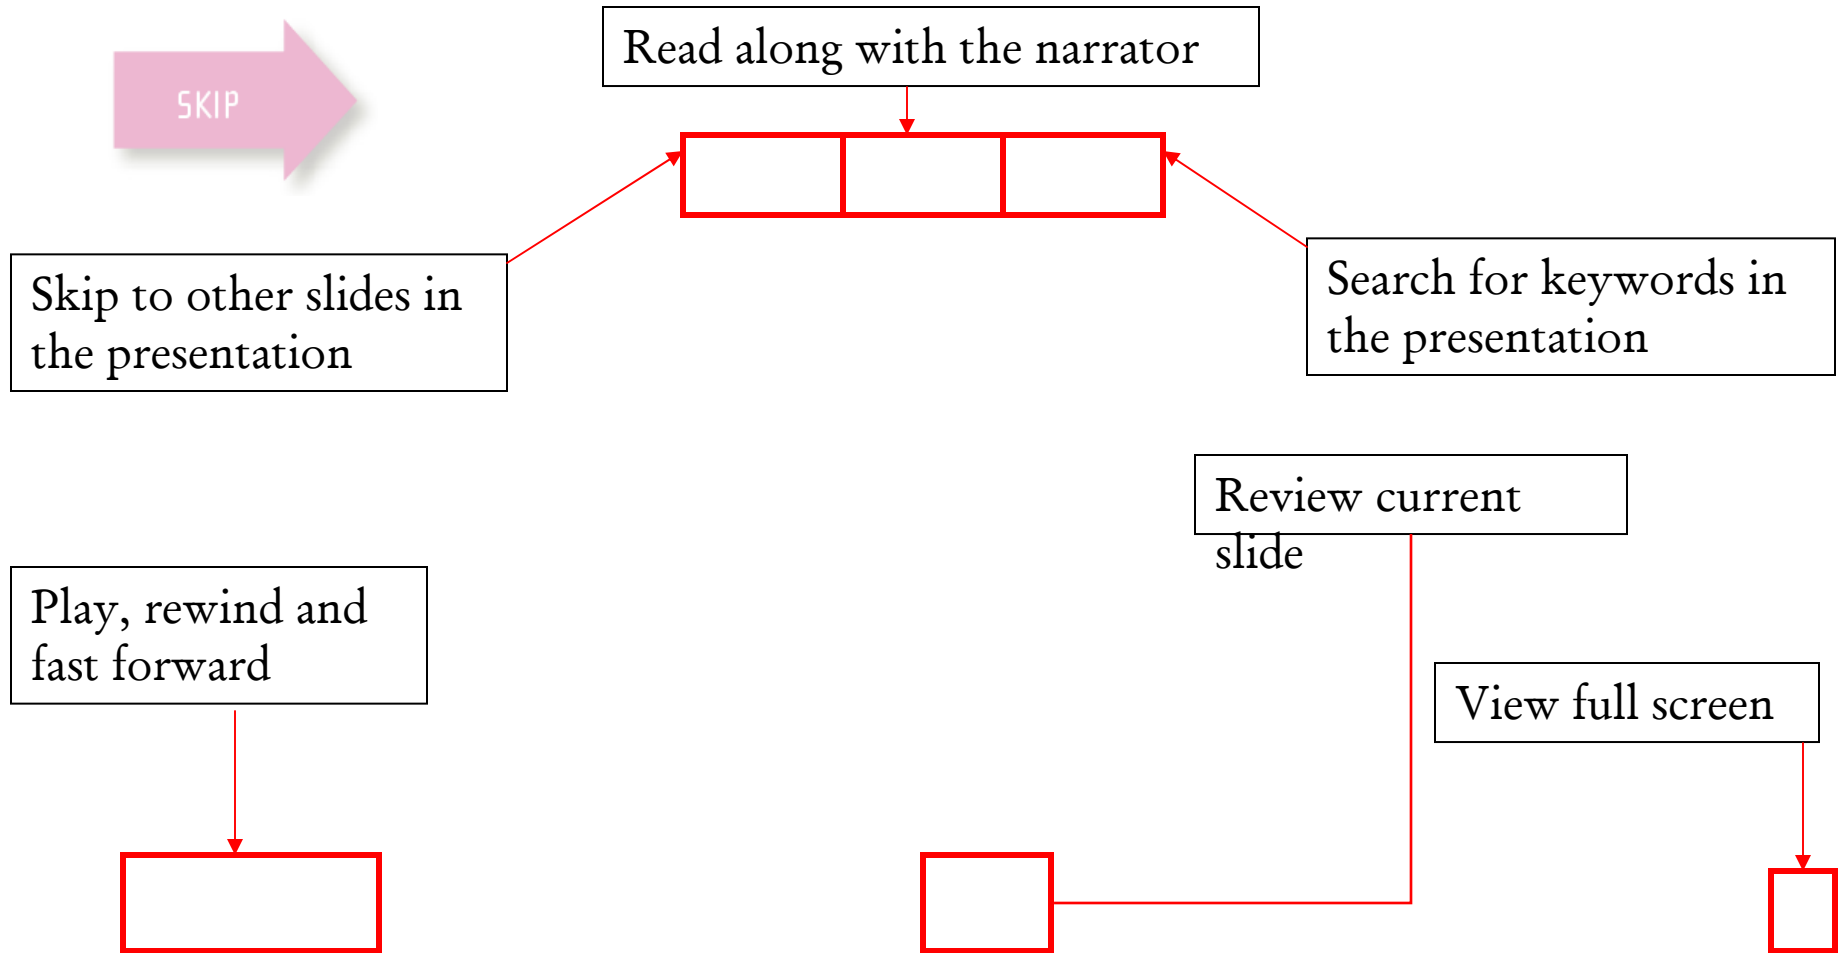 SKIP
Read along with the narrator
Skip to other slides in
the presentation
Search for keywords in
the presentation
Review current
slide
Play, rewind and
fast forward
View full screen